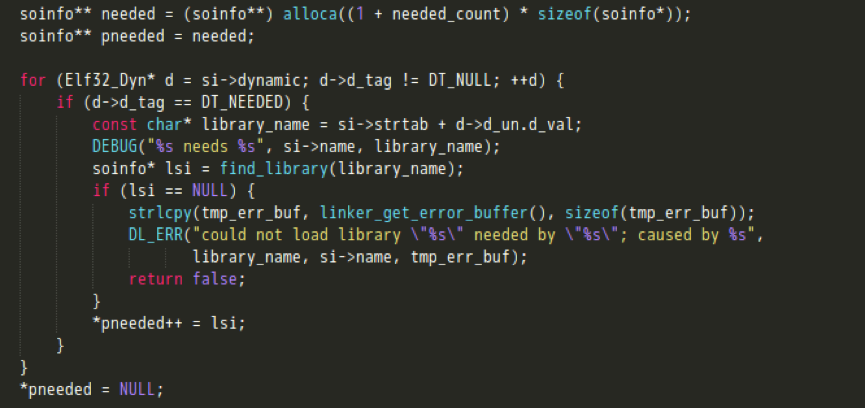 soinfo** needed = (soinfo**) alloca((1 + needed_count) * sizeof(soinfo*));
soinfo** pneeded = needed;

for (Elf32_Dyn* d = si->dynamic; d->d_tag != DT_NULL; ++d) {
    if (d->d_tag == DT_NEEDED) {
        const char* library_name = si->strtab + d->d_un.d_val;
        DEBUG("%s needs %s", si->name, library_name);
        soinfo* lsi = find_library(library_name);
        if (lsi == NULL) {
            strlcpy(tmp_err_buf, linker_get_error_buffer(), sizeof(tmp_err_buf));
            DL_ERR("could not load library \"%s\" needed by \"%s\"; caused by %s",
                   library_name, si->name, tmp_err_buf);
            return false;
        }
        *pneeded++ = lsi;
    }
}
*pneeded = NULL;